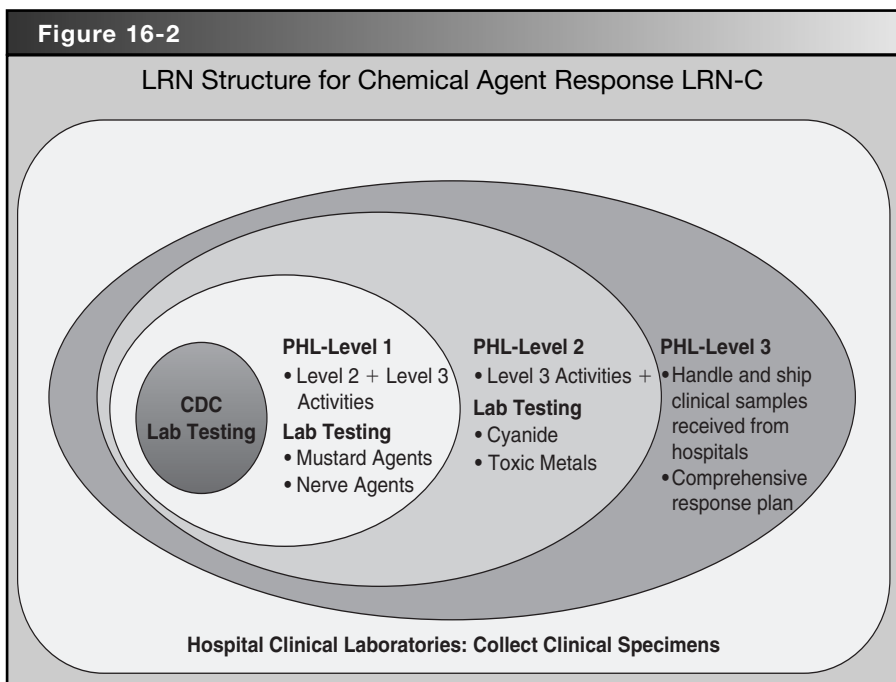 Figure 16-2
LRN Structure for Chemical Agent Response LRN-C
CDC
Lab Testing
PHL-Level 1
• Level 2 + Level 3
Activities
Lab Testing
• Mustard Agents
• Nerve Agents
PHL-Level 2
• Level 3 Activities +
Lab Testing
• Cyanide
• Toxic Metals
PHL-Level 3
•Handle and ship
clinical samples
received from
hospitals
•Comprehensive
response plan
Hospital Clinical Laboratories: Collect Clinical Specimens